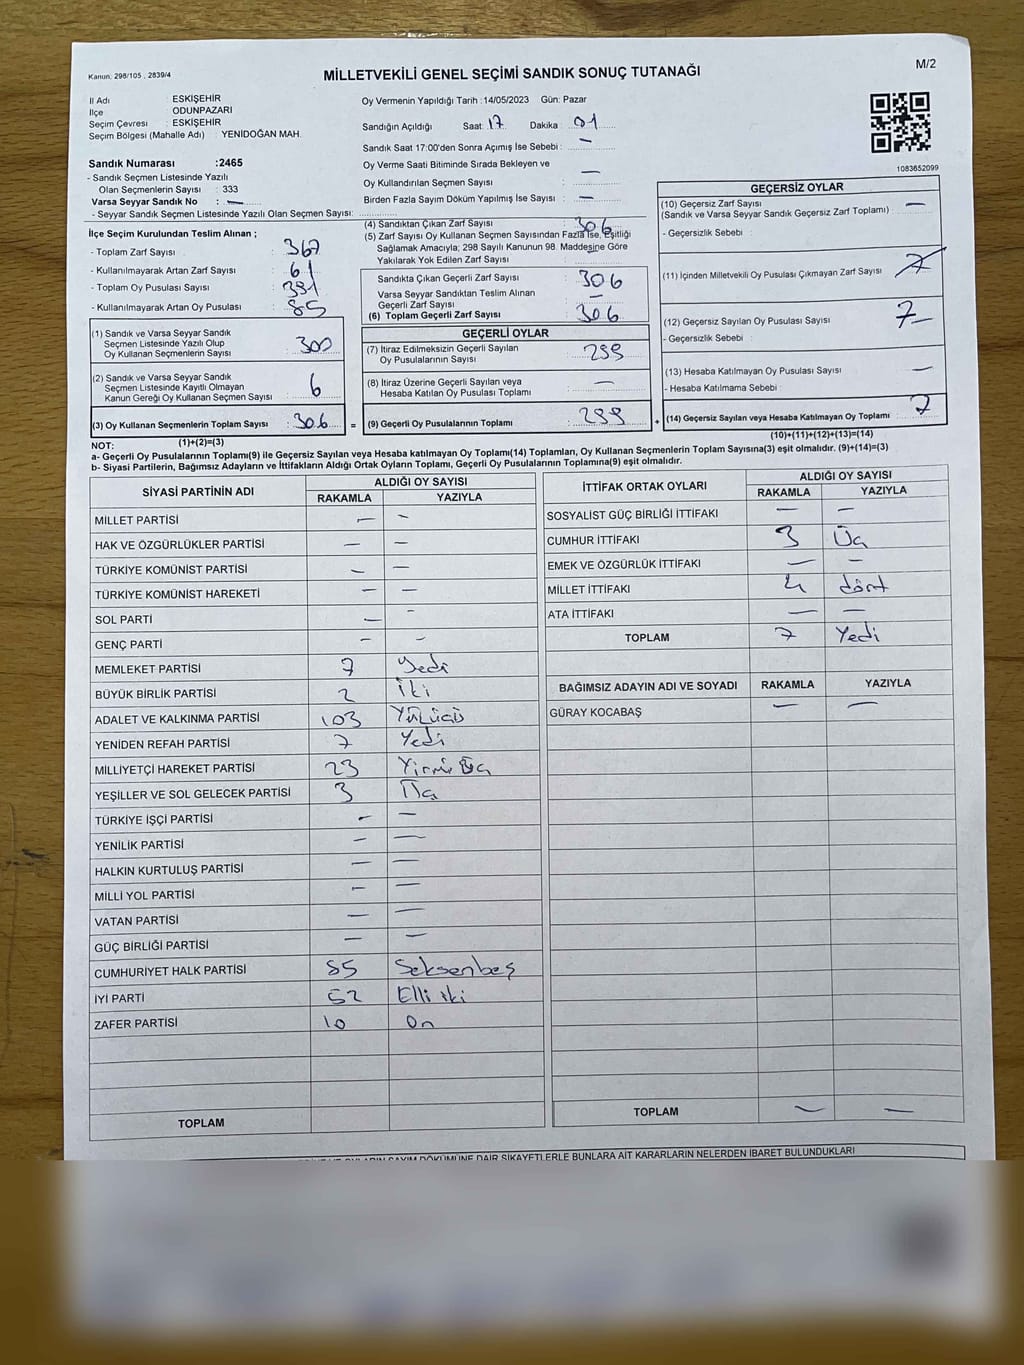 Kanun: 298/105 , 2839/4
MİLLETVEKİLİ GENEL SEÇİMİ SANDIK SONUÇ TUTANAĞI
M/2
İl Adı : ESKİŞEHİR
İlçe : ODUNPAZARI
Seçim Çevresi : ESKİŞEHİR
Seçim Bölgesi (Mahalle Adı) : YENİDOĞAN MAH.
Sandık Numarası :2465
- Sandık Seçmen Listesinde Yazılı
Olan Seçmenlerin Sayısı : 333
Varsa Seyyar Sandık No : —
- Seyyar Sandık Seçmen Listesinde Yazılı Olan Seçmen Sayısı:
Oy Vermenin Yapıldığı Tarih :14/05/2023 Gün: Pazar
Sandığın Açıldığı Saat: 17 Dakika : 01
Sandık Saat 17:00'den Sonra Açımış İse Sebebi : —
Oy Verme Saati Bitiminde Sırada Bekleyen ve
Oy Kullandırılan Seçmen Sayısı : —
Birden Fazla Sayım Döküm Yapılmış İse Sayısı : —
1083652099
İlçe Seçim Kurulundan Teslim Alınan ;
- Toplam Zarf Sayısı : 367
- Kullanılmayarak Artan Zarf Sayısı : 61
- Toplam Oy Pusulası Sayısı : 391
- Kullanılmayarak Artan Oy Pusulası : 85
(1) Sandık ve Varsa Seyyar Sandık
Seçmen Listesinde Yazılı Olup
Oy Kullanan Seçmenlerin Sayısı : 300
(2) Sandık ve Varsa Seyyar Sandık
Seçmen Listesinde Kayıtlı Olmayan
Kanun Gereği Oy Kullanan Seçmen Sayısı : 6
(3) Oy Kullanan Seçmenlerin Toplam Sayısı : 306
(4) Sandıktan Çıkan Zarf Sayısı : 306
(5) Zarf Sayısı Oy Kullanan Seçmen Sayısından Fazla İse, Eşitliği
Sağlamak Amacıyla; 298 Sayılı Kanunun 98. Maddesine Göre
Yakılarak Yok Edilen Zarf Sayısı :
Sandıkta Çıkan Geçerli Zarf Sayısı : 306
Varsa Seyyar Sandıktan Teslim Alınan
Geçerli Zarf Sayısı : —
(6) Toplam Geçerli Zarf Sayısı : 306
GEÇERLİ OYLAR
(7) İtiraz Edilmeksizin Geçerli Sayılan
Oy Pusulalarının Sayısı : 299
(8) İtiraz Üzerine Geçerli Sayılan veya
Hesaba Katılan Oy Pusulası Toplamı : —
= (9) Geçerli Oy Pusulalarının Toplamı : 299 +
GEÇERSİZ OYLAR
(10) Geçersiz Zarf Sayısı : —
(Sandık ve Varsa Seyyar Sandık Geçersiz Zarf Toplamı)
- Geçersizlik Sebebi :
(11) İçinden Milletvekili Oy Pusulası Çıkmayan Zarf Sayısı : 7
(12) Geçersiz Sayılan Oy Pusulası Sayısı : 7
- Geçersizlik Sebebi :
(13) Hesaba Katılmayan Oy Pusulası Sayısı : —
- Hesaba Katılmama Sebebi :
(14) Geçersiz Sayılan veya Hesaba Katılmayan Oy Toplamı : 7
NOT: (1)+(2)=(3)
(10)+(11)+(12)+(13)=(14)
a- Geçerli Oy Pusulalarının Toplamı(9) ile Geçersiz Sayılan veya Hesaba katılmayan Oy Toplamı(14) Toplamları, Oy Kullanan Seçmenlerin Toplam Sayısına(3) eşit olmalıdır. (9)+(14)=(3)
b- Siyasi Partilerin, Bağımsız Adayların ve İttifakların Aldığı Ortak Oyların Toplamı, Geçerli Oy Pusulalarının Toplamına(9) eşit olmalıdır.
SİYASİ PARTİNİN ADI ALDIĞI OY SAYISI
RAKAMLA YAZIYLA
MİLLET PARTİSİ — —
HAK VE ÖZGÜRLÜKLER PARTİSİ — —
TÜRKİYE KOMÜNİST PARTİSİ — —
TÜRKİYE KOMÜNİST HAREKETİ — —
SOL PARTİ — —
GENÇ PARTİ — —
MEMLEKET PARTİSİ 7 Yedi
BÜYÜK BİRLİK PARTİSİ 2 İki
ADALET VE KALKINMA PARTİSİ 103 Yüzüç
YENİDEN REFAH PARTİSİ 7 Yedi
MİLLİYETÇİ HAREKET PARTİSİ 23 Yirmi Üç
YEŞİLLER VE SOL GELECEK PARTİSİ 3 Üç
TÜRKİYE İŞÇİ PARTİSİ — —
YENİLİK PARTİSİ — —
HALKIN KURTULUŞ PARTİSİ — —
MİLLİ YOL PARTİSİ — —
VATAN PARTİSİ — —
GÜÇ BİRLİĞİ PARTİSİ — —
CUMHURİYET HALK PARTİSİ 85 Seksenbeş
İYİ PARTİ 52 Elli iki
ZAFER PARTİSİ 10 On
TOPLAM
İTTİFAK ORTAK OYLARI ALDIĞI OY SAYISI
RAKAMLA YAZIYLA
SOSYALİST GÜÇ BİRLİĞİ İTTİFAKI — —
CUMHUR İTTİFAKI 3 Üç
EMEK VE ÖZGÜRLÜK İTTİFAKI — —
MİLLET İTTİFAKI 4 dört
ATA İTTİFAKI — —
TOPLAM 7 Yedi
BAĞIMSIZ ADAYIN ADI VE SOYADI RAKAMLA YAZIYLA
GÜRAY KOCABAŞ — —
TOPLAM — —
DÖKÜMÜNE DAİR ŞİKAYETLERLE BUNLARA AİT KARARLARIN NELERDEN İBARET BULUNDUKLARI